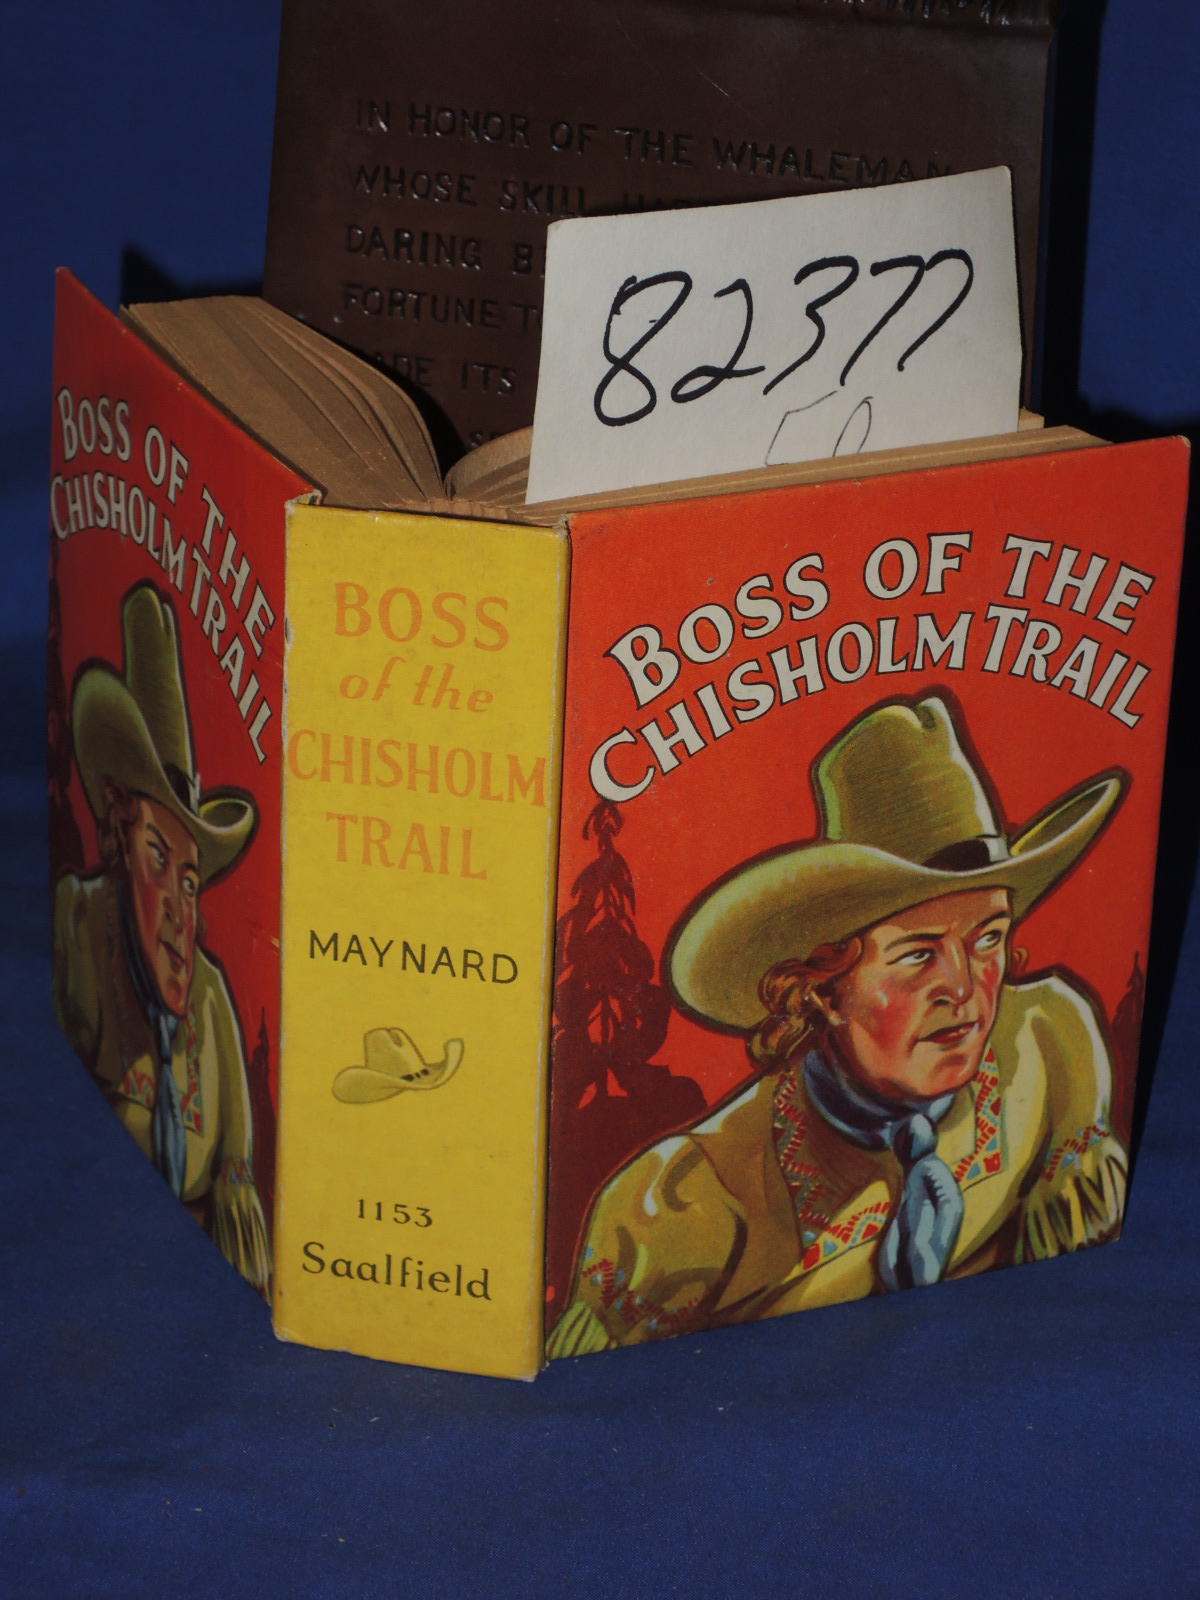 IN HONOR OF THE WHALEMAN
WHOSE SKILL
DARING
FORTUNE
ITS
82377
50
BOSS OF THE
CHISHOLM TRAIL
BOSS
of the
CHISHOLM
TRAIL
MAYNARD
1153
Saalfield
BOSS OF THE
CHISHOLM TRAIL